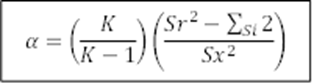 α = (K / (K − 1)) ((Sr² − ∑Si 2) / Sx²)